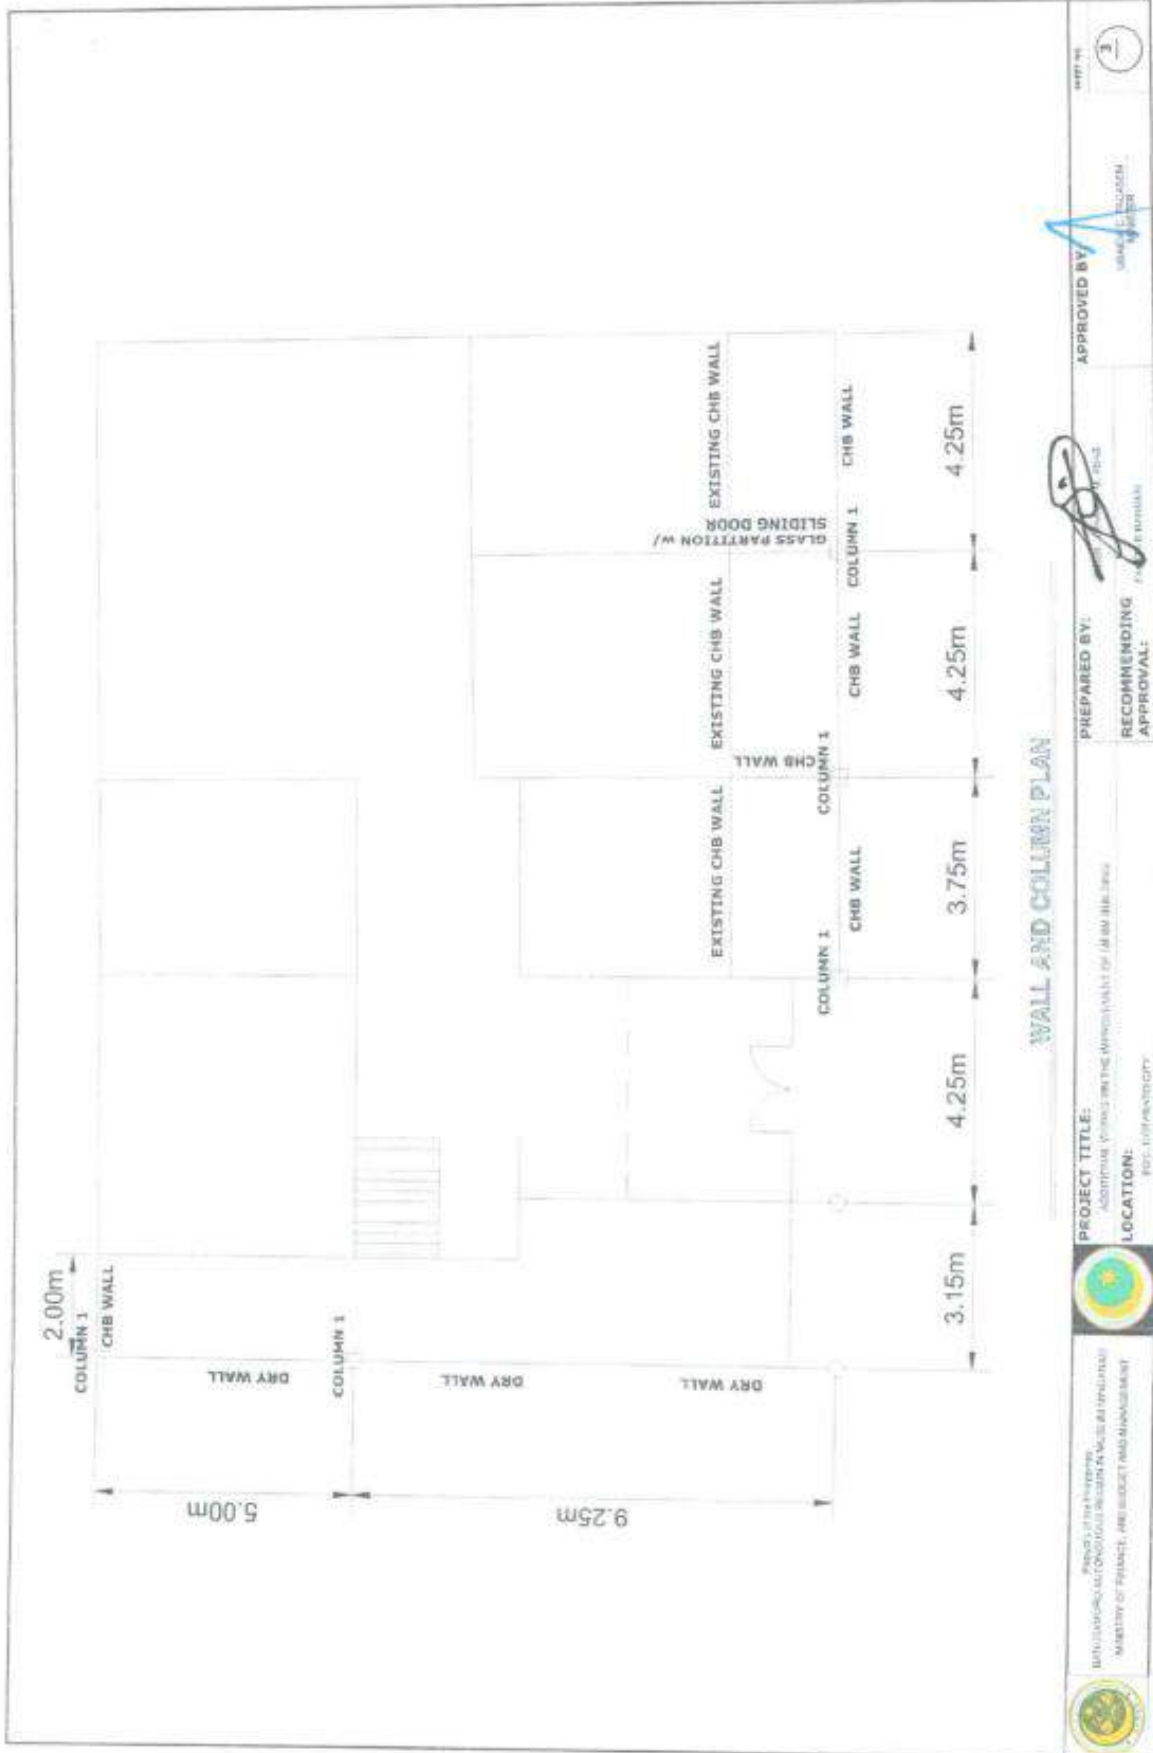 2.00m
COLUMN 1
CHB WALL
DRY WALL
COLUMN 1
DRY WALL
DRY WALL
5.00m
9.25m
EXISTING CHB WALL
EXISTING CHB WALL
EXISTING CHB WALL
CHB WALL
GLASS PARTITION w/
SLIDING DOOR
COLUMN 1
CHB WALL
COLUMN 1
CHB WALL
COLUMN 1
CHB WALL
3.15m
4.25m
3.75m
4.25m
4.25m
WALL AND COLUMN PLAN
MINISTRY OF FINANCE, AND BUDGET AND MANAGEMENT
PROJECT TITLE:
LOCATION:
PREPARED BY:
RECOMMENDING
APPROVAL:
APPROVED BY:
SHEET NO.
3